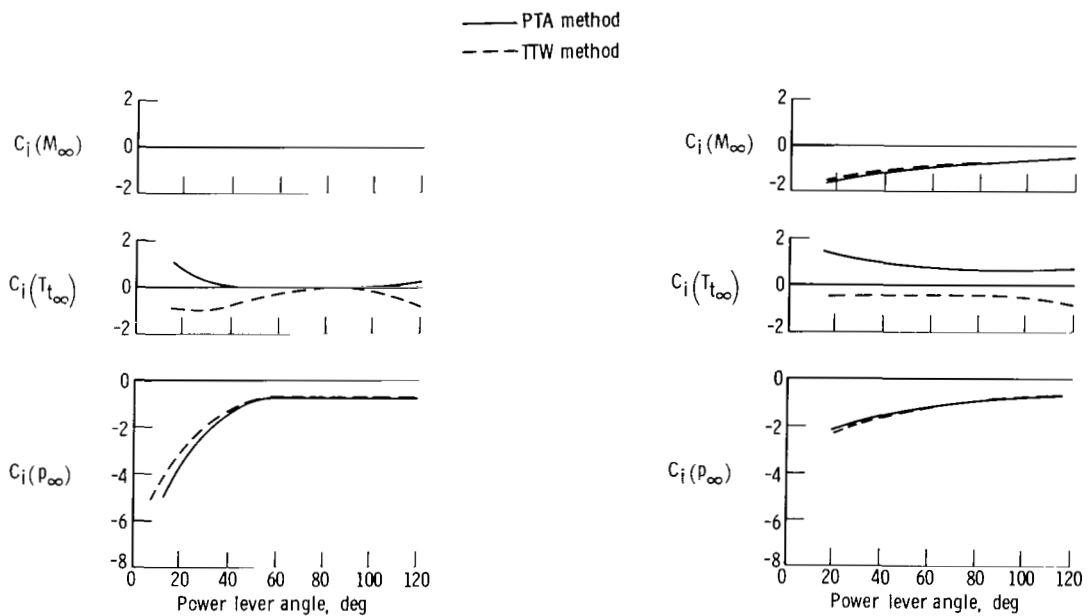 PTA method
TTW method
2
C_i(M_∞) 0
-2
2
C_i(T_t_∞) 0
-2
0
-2
C_i(p_∞) -4
-6
-8
0 20 40 60 80 100 120
Power lever angle, deg
2
C_i(M_∞) 0
-2
2
C_i(T_t_∞) 0
-2
0
-2
C_i(p_∞) -4
-6
-8
0 20 40 60 80 100 120
Power lever angle, deg